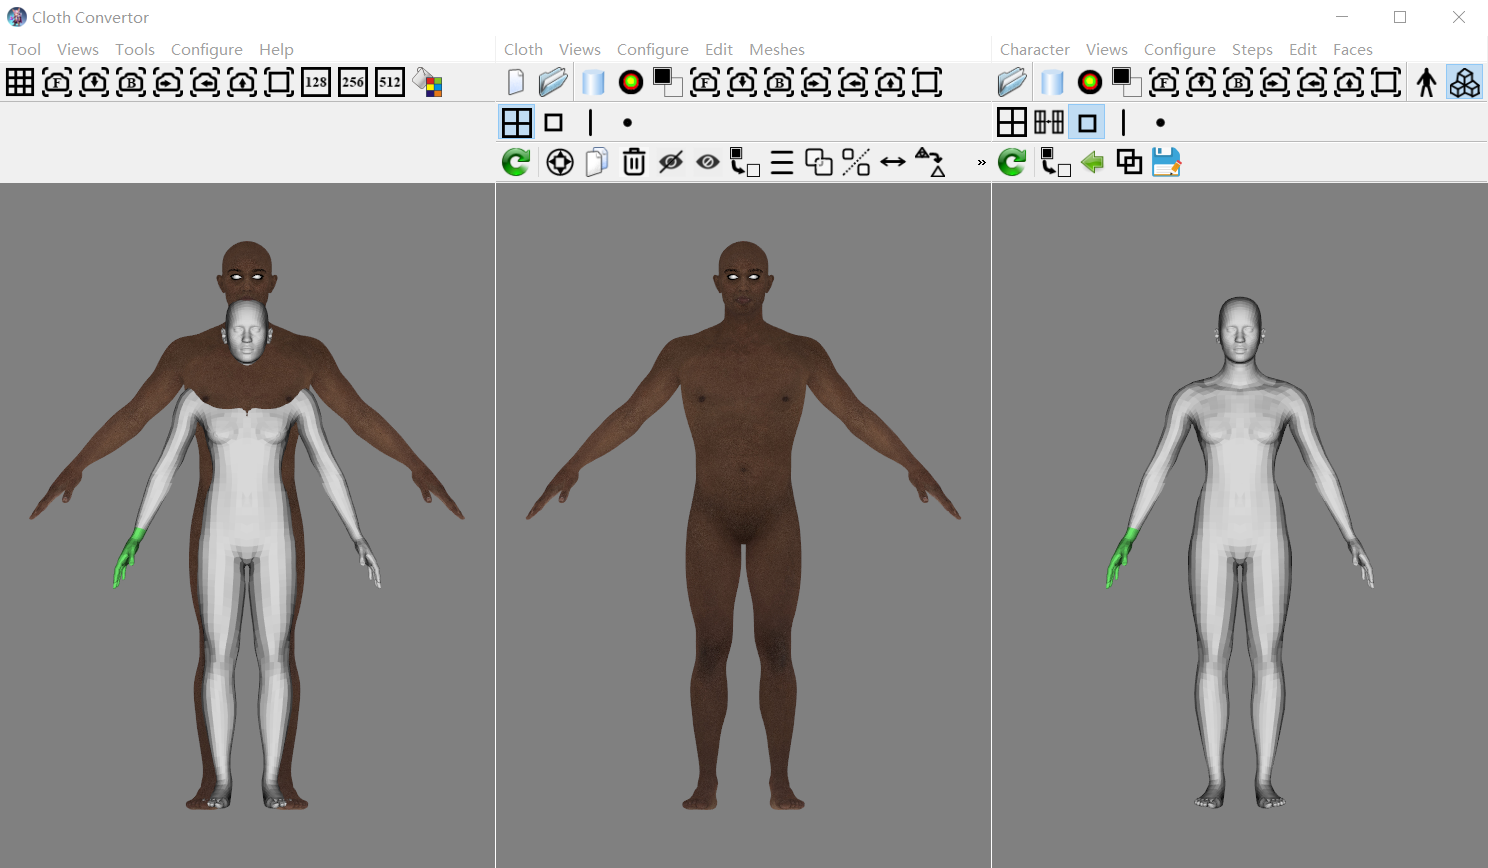 Cloth Convertor
Tool Views Tools Configure Help
Cloth Views Configure Edit Meshes
Character Views Configure Steps Edit Faces
F B 128 256 512
F B
F B
»